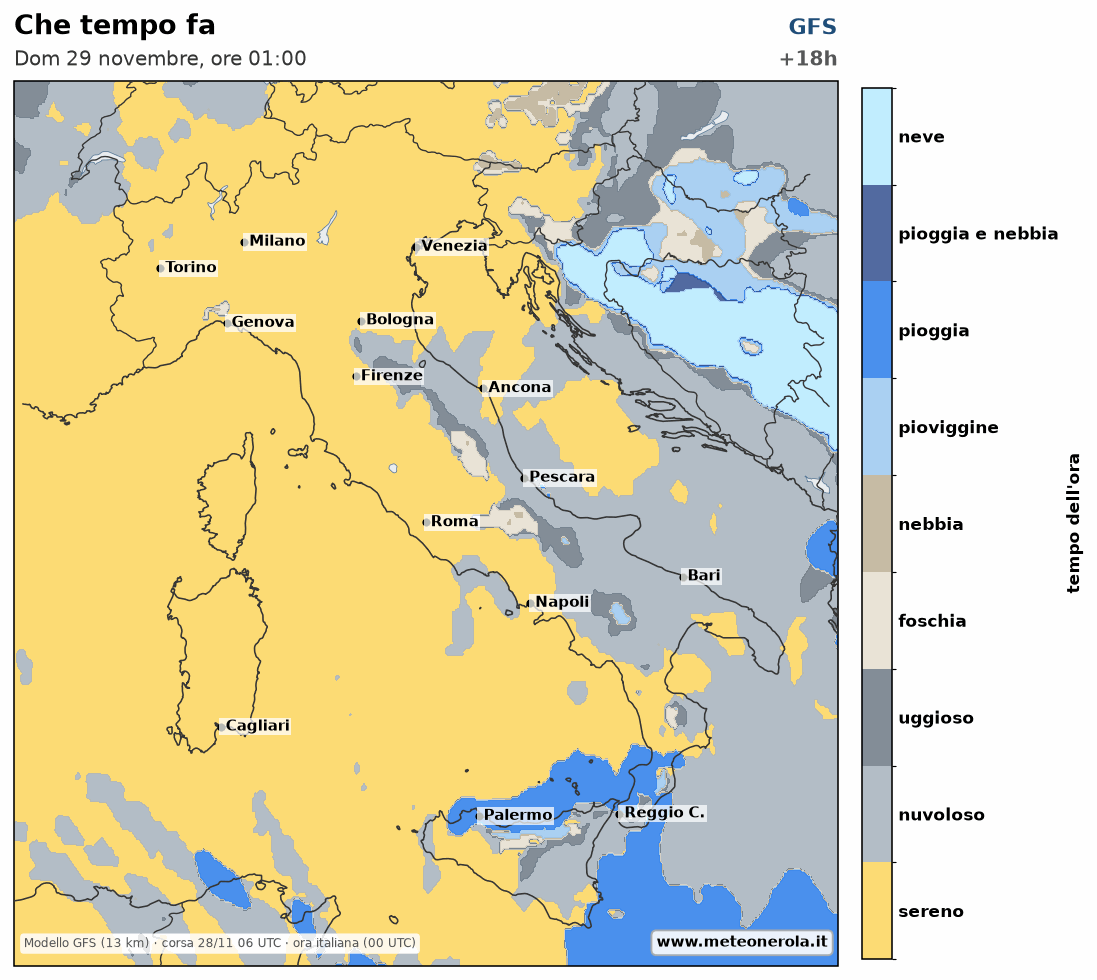 Che tempo fa
GFS
Dom 29 novembre, ore 01:00
+18h
neve
pioggia e nebbia
pioggia
pioviggine
nebbia
foschia
uggioso
nuvoloso
sereno
tempo dell'ora
Milano
Venezia
Torino
Genova
Bologna
Firenze
Ancona
Pescara
Roma
Bari
Napoli
Cagliari
Palermo
Reggio C.
Modello GFS (13 km) · corsa 28/11 06 UTC · ora italiana (00 UTC)
www.meteonerola.it